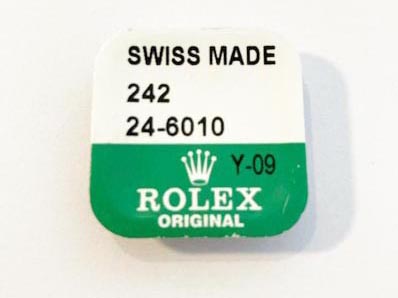 SWISS MADE
242
24-6010
Y-09
ROLEX
ORIGINAL